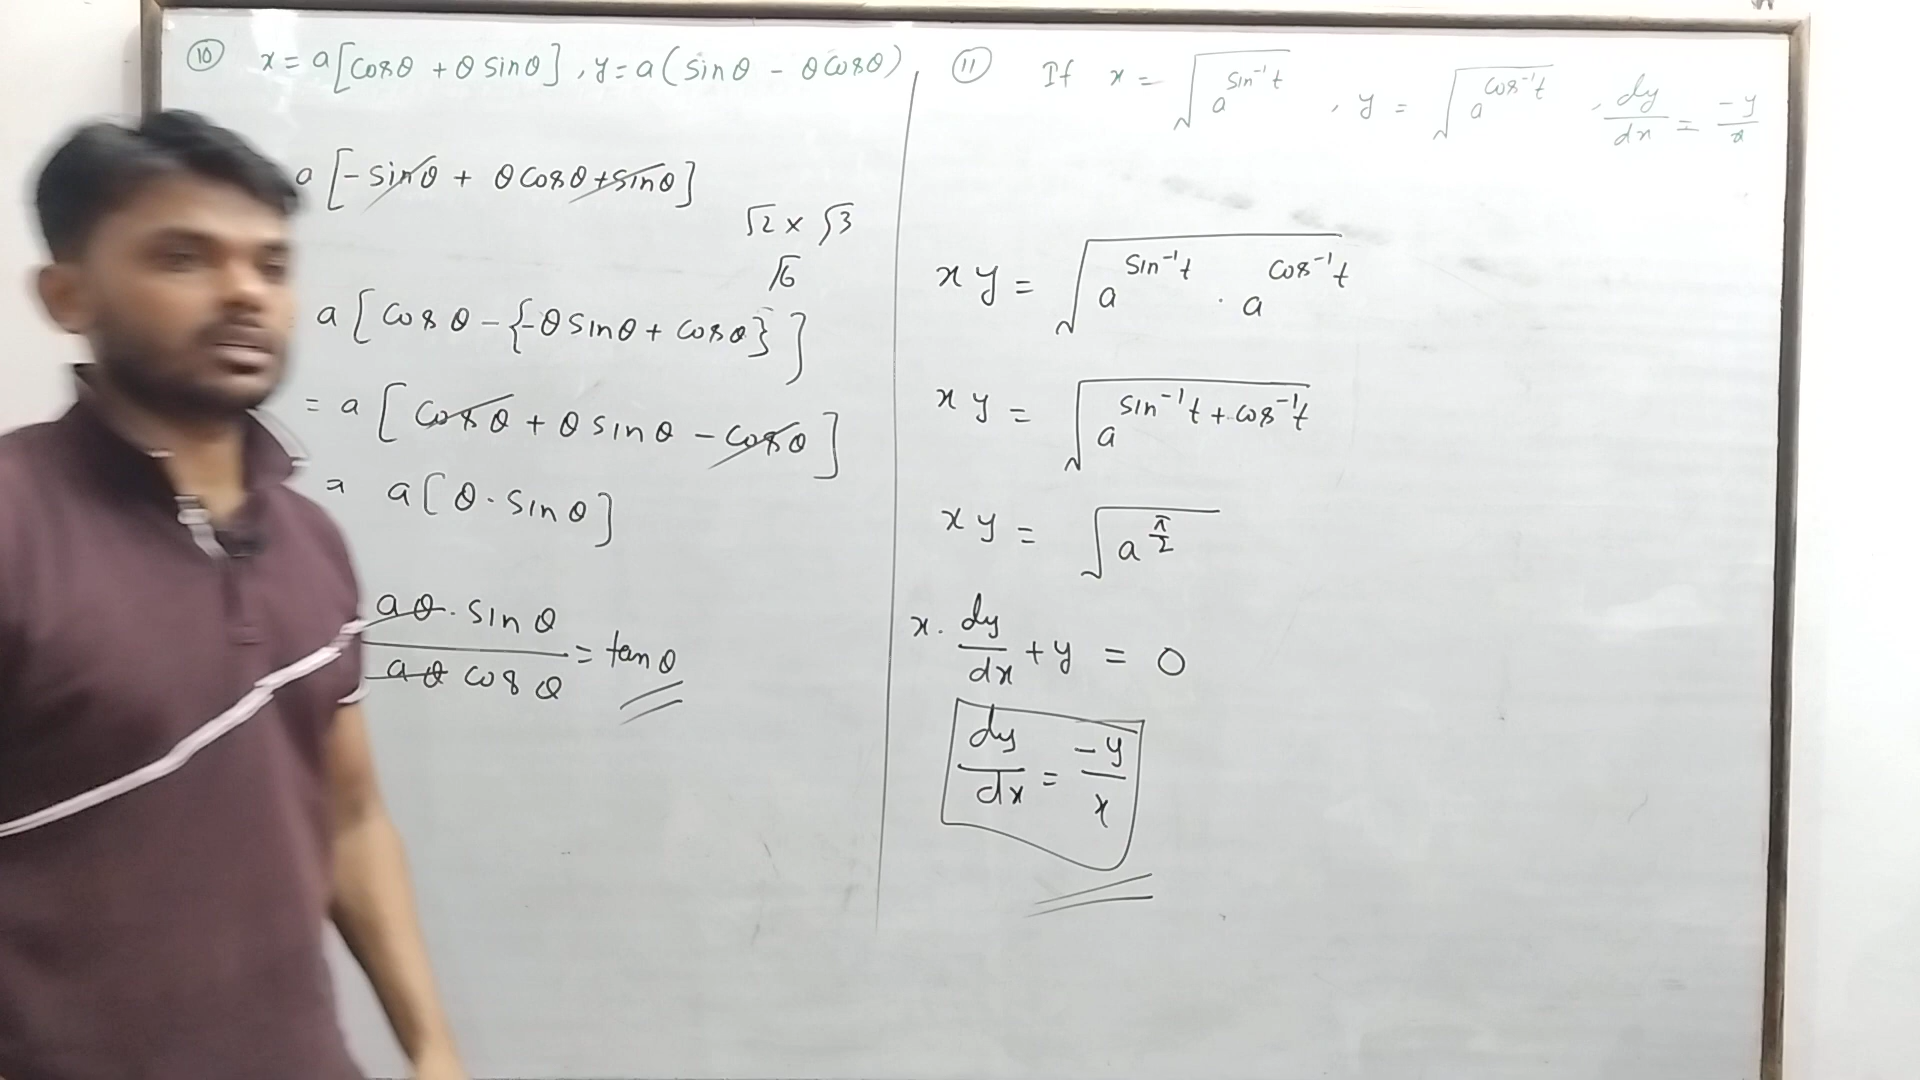 ⑩ x = a[cosθ + θ sinθ], y = a(sinθ - θcosθ)
a[-sinθ + θcosθ+sinθ]
√2 × √3
√6
a[cosθ - {-θsinθ + cosθ}]
= a[cosθ + θsinθ - cosθ]
= a[θ·sinθ]
aθ·sinθ / aθ cosθ = tanθ
⑪ If x = √(a^(sin⁻¹t)), y = √(a^(cos⁻¹t)), dy/dx = -y/x
xy = √(a^(sin⁻¹t) · a^(cos⁻¹t))
xy = √(a^(sin⁻¹t + cos⁻¹t))
xy = √(a^(π/2))
x. dy/dx + y = 0
dy/dx = -y/x